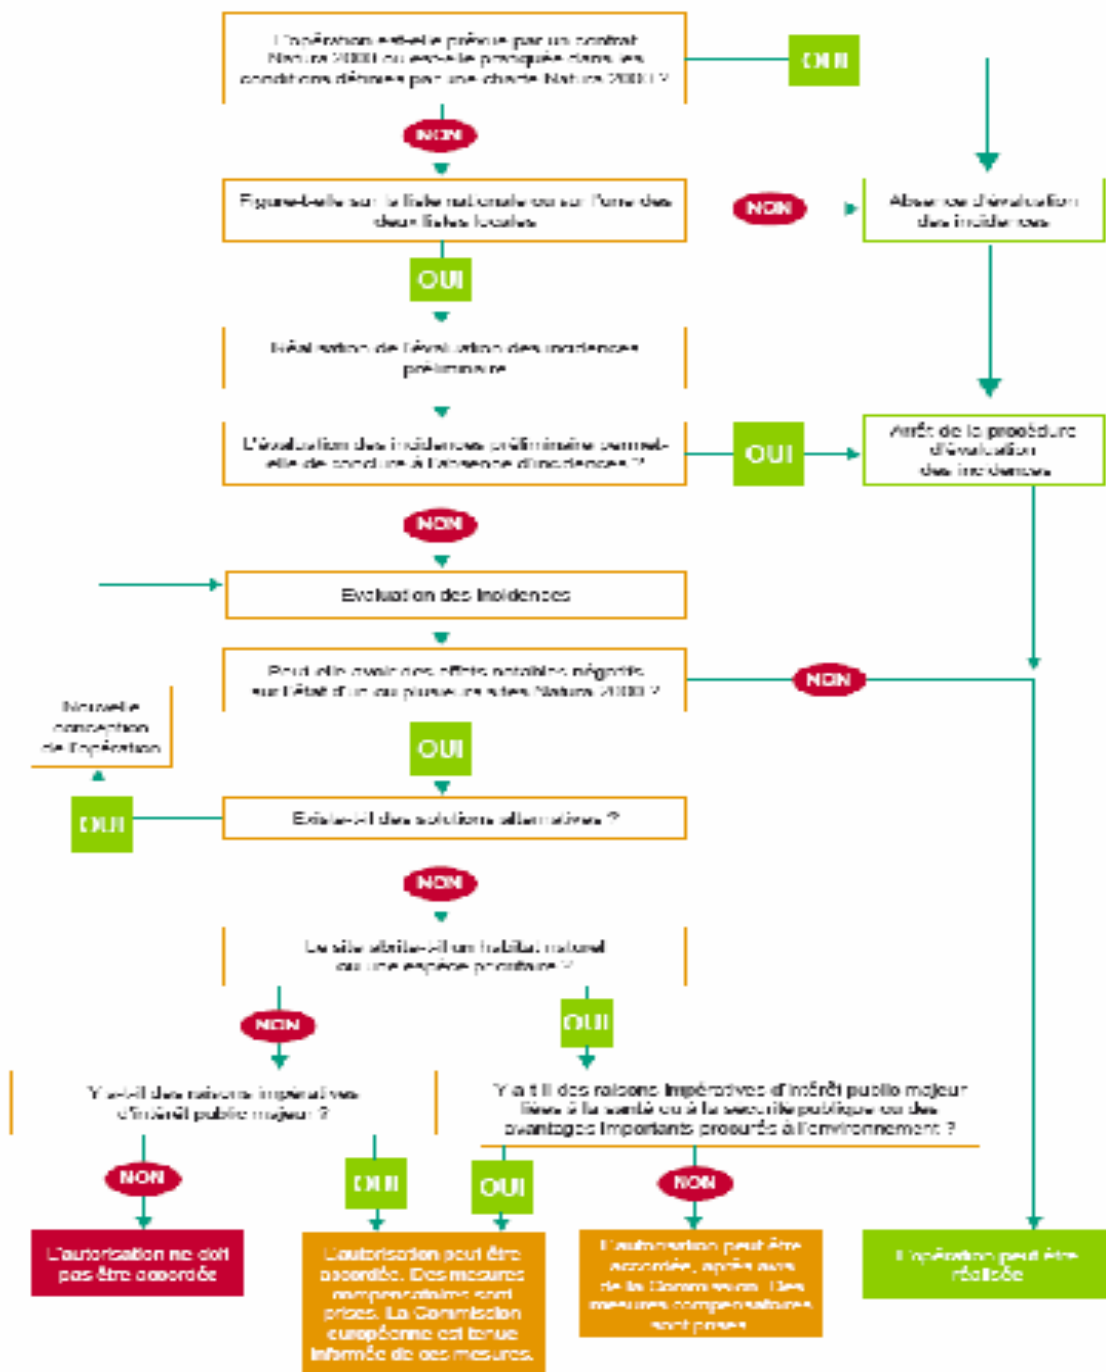 L'opération est-elle prévue par un contrat
Natura 2000 ou est-elle pratiquée dans les
conditions définies par une charte Natura 2000 ?
OUI
NON
Figure-t-elle sur la liste nationale ou sur l'une des
deux listes locales
NON
Absence d'évaluation
des incidences
OUI
Réalisation de l'évaluation des incidences
préliminaire
L'évaluation des incidences préliminaire permet-
elle de conclure à l'absence d'incidences ?
OUI
Arrêt de la procédure
d'évaluation
des incidences
NON
Evaluation des Incidences
Peut-elle avoir des effets notables négatifs
sur l'état d'un ou plusieurs sites Natura 2000 ?
NON
Nouvelle
conception
de l'opération
OUI
OUI
Existe-t-il des solutions alternatives ?
NON
Le site abrite-t-il un habitat naturel
ou une espèce prioritaire ?
NON
OUI
Y a-t-il des raisons impératives
d'intérêt public majeur ?
Y a-t-il des raisons impératives d'intérêt public majeur
liées à la santé ou à la sécurité publique ou des
avantages importants procurés à l'environnement ?
NON
OUI
OUI
NON
L'autorisation ne doit
pas être accordée
L'autorisation peut être
accordée. Des mesures
compensatoires sont
prises. La Commission
européenne est tenue
informée de ces mesures.
L'autorisation peut être
accordée, après avis
de la Commission. Des
mesures compensatoires
sont prises
L'opération peut être
réalisée